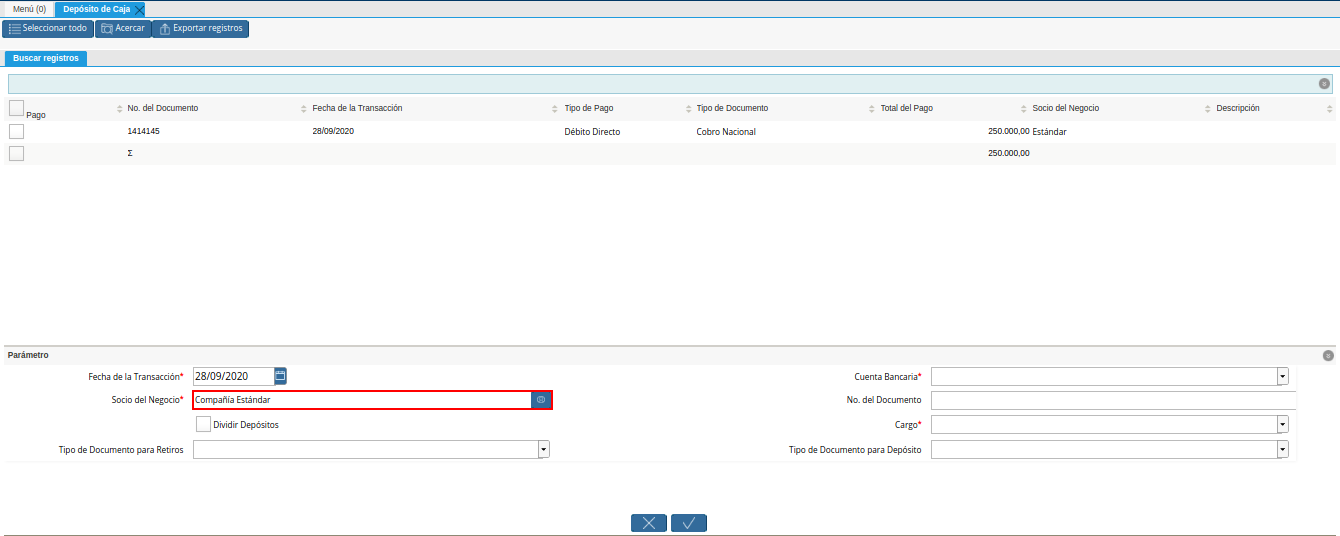 Menú (0) Depósito de Caja
Seleccionar todo Acercar Exportar registros
Buscar registros
Pago No. del Documento Fecha de la Transacción Tipo de Pago Tipo de Documento Total del Pago Socio del Negocio Descripción
1414145 28/09/2020 Débito Directo Cobro Nacional 250.000,00 Estándar
Σ 250.000,00
Parámetro
Fecha de la Transacción* 28/09/2020 Cuenta Bancaria*
Socio del Negocio* Compañía Estándar No. del Documento
Dividir Depósitos Cargo*
Tipo de Documento para Retiros Tipo de Documento para Depósito